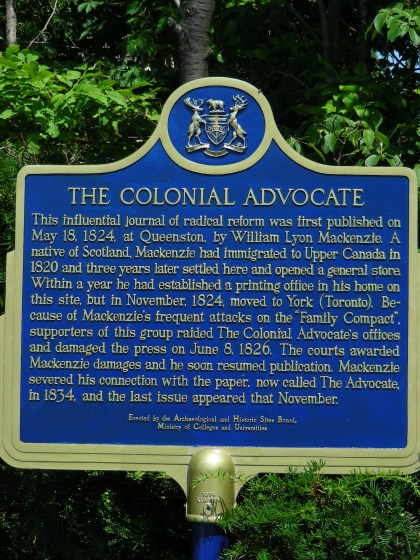 THE COLONIAL ADVOCATE
This influential journal of radical reform was first published on
May 18, 1824, at Queenston, by William Lyon Mackenzie. A
native of Scotland, Mackenzie had immigrated to Upper Canada in
1820 and three years later settled here and opened a general store.
Within a year he had established a printing office in his home on
this site, but in November, 1824, moved to York (Toronto). Be-
cause of Mackenzie's frequent attacks on the "Family Compact",
supporters of this group raided The Colonial Advocate's offices
and damaged the press on June 8, 1826. The courts awarded
Mackenzie damages and he soon resumed publication. Mackenzie
severed his connection with the paper, now called The Advocate,
in 1834, and the last issue appeared that November.
Erected by the Archaeological and Historic Sites Board,
Ministry of Colleges and Universities